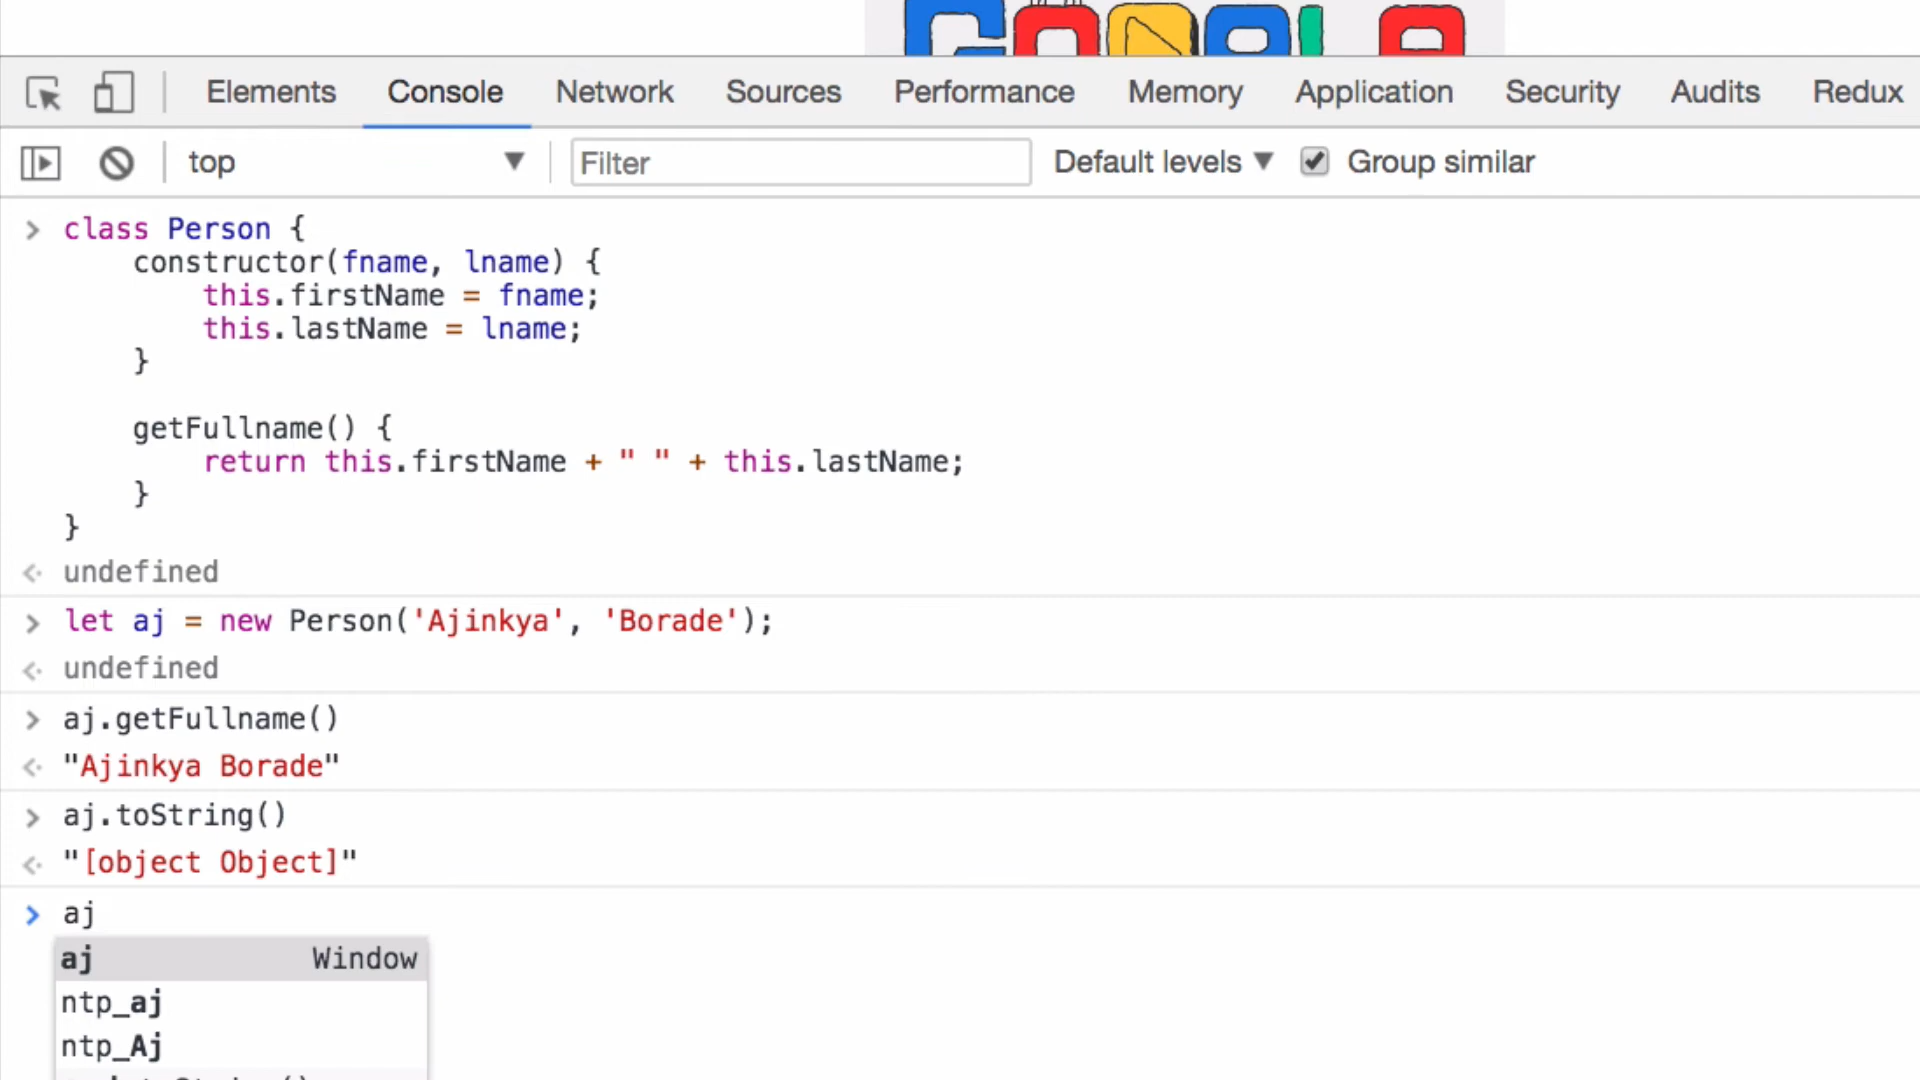 Elements Console Network Sources Performance Memory Application Security Audits Redux
top Filter Default levels Group similar
class Person {
constructor(fname, lname) {
this.firstName = fname;
this.lastName = lname;
}
getFullname() {
return this.firstName + " " + this.lastName;
}
}
undefined
let aj = new Person('Ajinkya', 'Borade');
undefined
aj.getFullname()
"Ajinkya Borade"
aj.toString()
"[object Object]"
aj
aj Window
ntp_aj
ntp_Aj